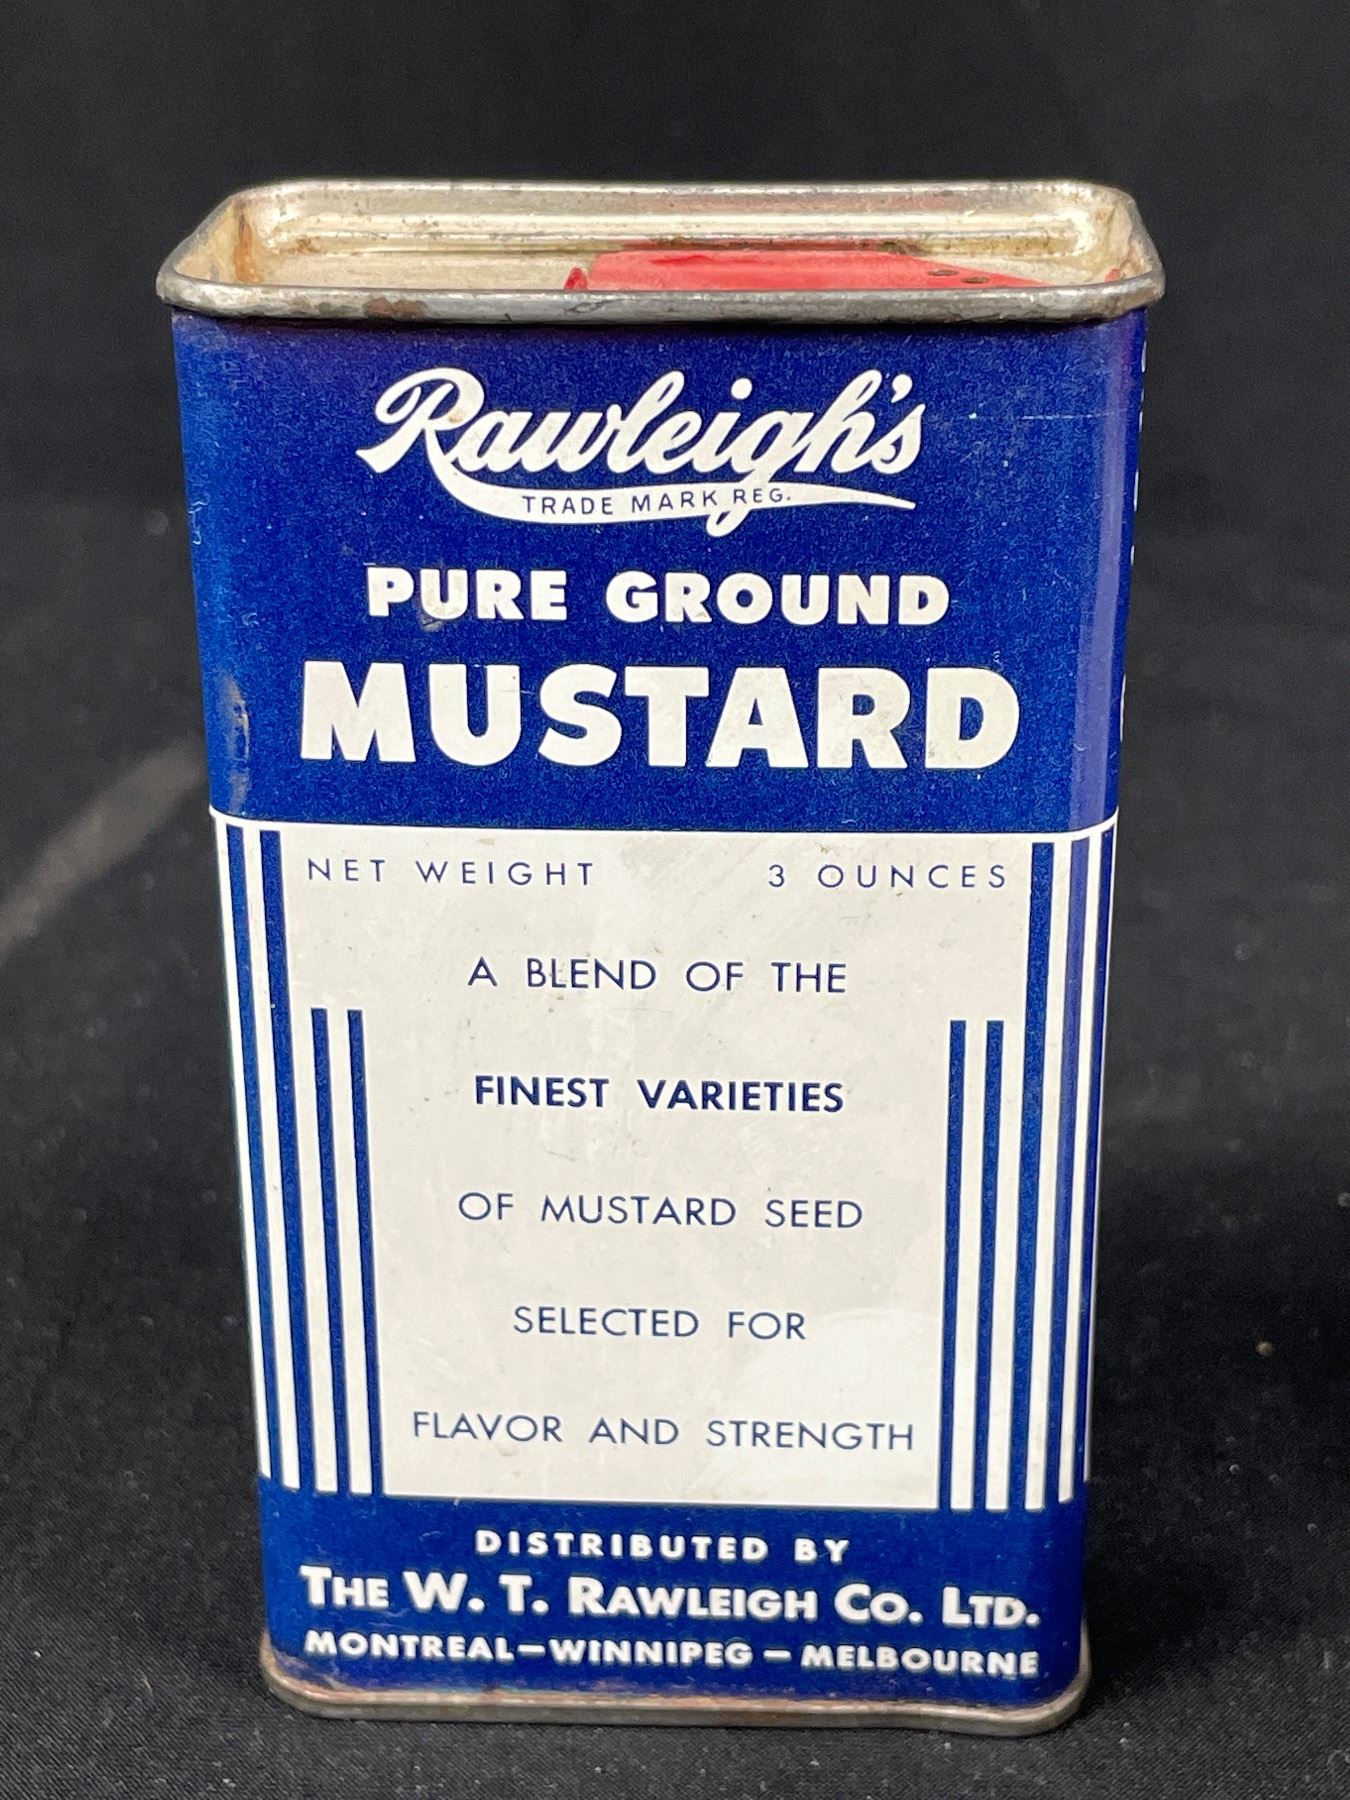 Rawleigh's
TRADE MARK REG.
PURE GROUND
MUSTARD
NET WEIGHT 3 OUNCES
A BLEND OF THE
FINEST VARIETIES
OF MUSTARD SEED
SELECTED FOR
FLAVOR AND STRENGTH
DISTRIBUTED BY
THE W. T. RAWLEIGH CO. LTD.
MONTREAL—WINNIPEG — MELBOURNE